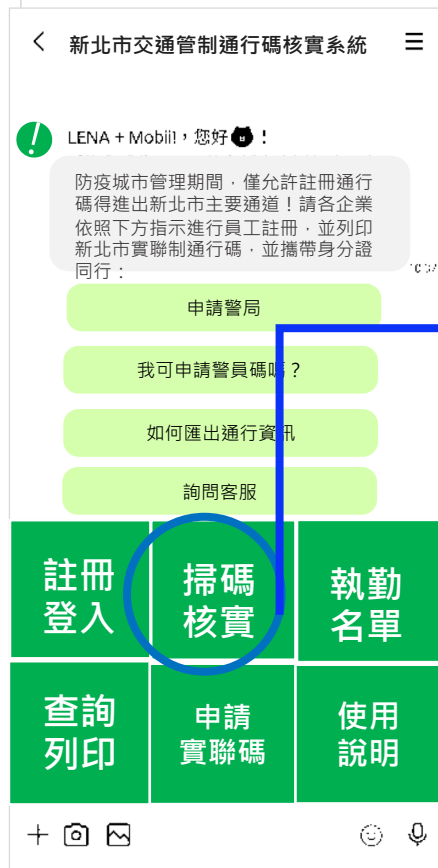 新北市交通管制通行碼核實系統
LENA + Mobil!，您好！
防疫城市管理期間，僅允許註冊通行
碼得進出新北市主要通道！請各企業
依照下方指示進行員工註冊，並列印
新北市實聯制通行碼，並攜帶身分證
同行：
申請警局
我可申請警員碼嗎？
如何匯出通行資訊
詢問客服
註冊
登入
掃碼
核實
執勤
名單
查詢
列印
申請
實聯碼
使用
說明